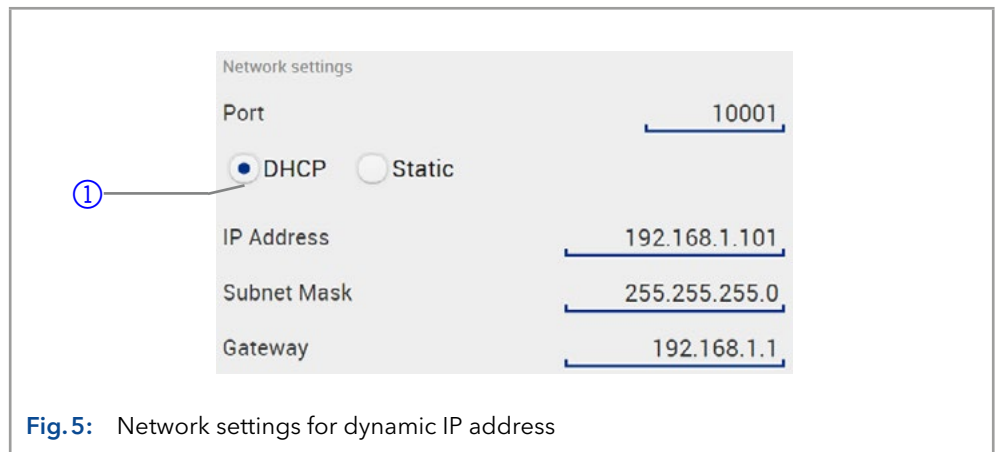 Network settings
Port 10001
DHCP Static
①
IP Address 192.168.1.101
Subnet Mask 255.255.255.0
Gateway 192.168.1.1
Fig. 5: Network settings for dynamic IP address